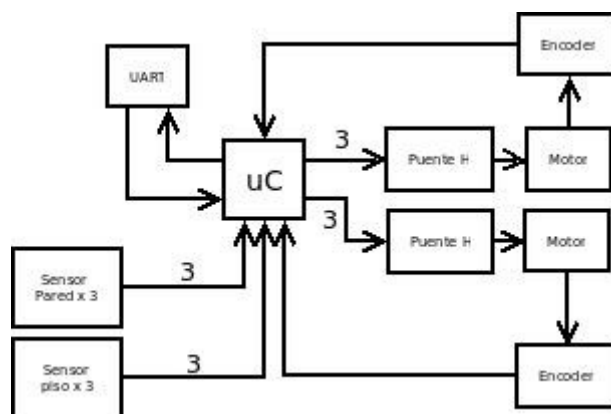 Encoder
UART
3
Puente H
Motor
uC
3
Puente H
Motor
Sensor
Pared x 3
3
Sensor
piso x 3
3
Encoder